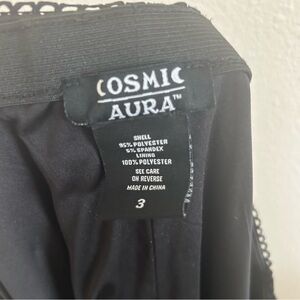 COSMIC
AURA™
SHELL
95% POLYESTER
5% SPANDEX
LINING
100% POLYESTER
SEE CARE
ON REVERSE
MADE IN CHINA
3